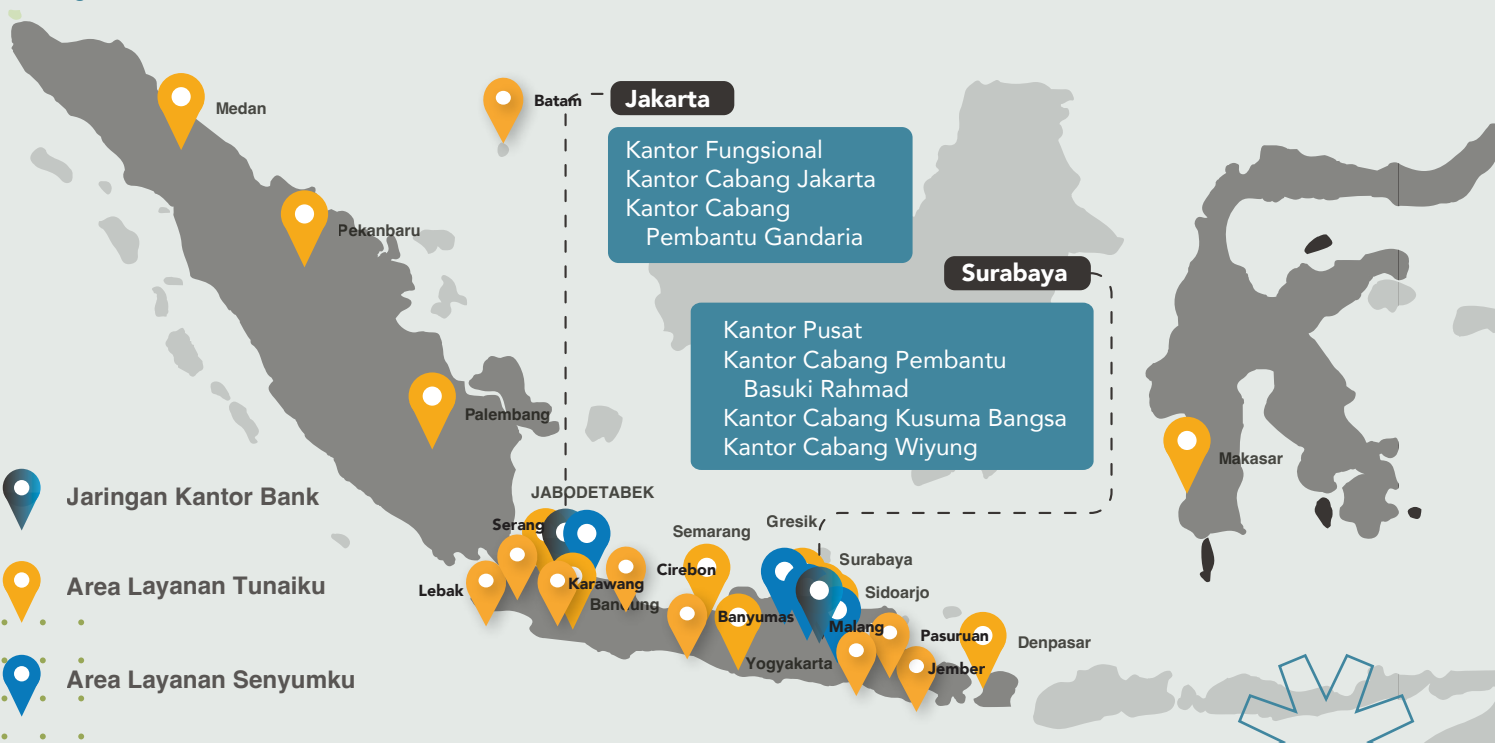 Medan
Batam
Jakarta
Kantor Fungsional
Kantor Cabang Jakarta
Kantor Cabang
Pembantu Gandaria
Pekanbaru
Surabaya
Kantor Pusat
Kantor Cabang Pembantu
Basuki Rahmad
Kantor Cabang Kusuma Bangsa
Kantor Cabang Wiyung
Palembang
Makasar
Jaringan Kantor Bank
Area Layanan Tunaiku
Area Layanan Senyumku
JABODETABEK
Serang
Lebak
Karawang
Bandung
Semarang
Cirebon
Gresik
Surabaya
Sidoarjo
Banyumas
Malang
Yogyakarta
Pasuruan
Jember
Denpasar